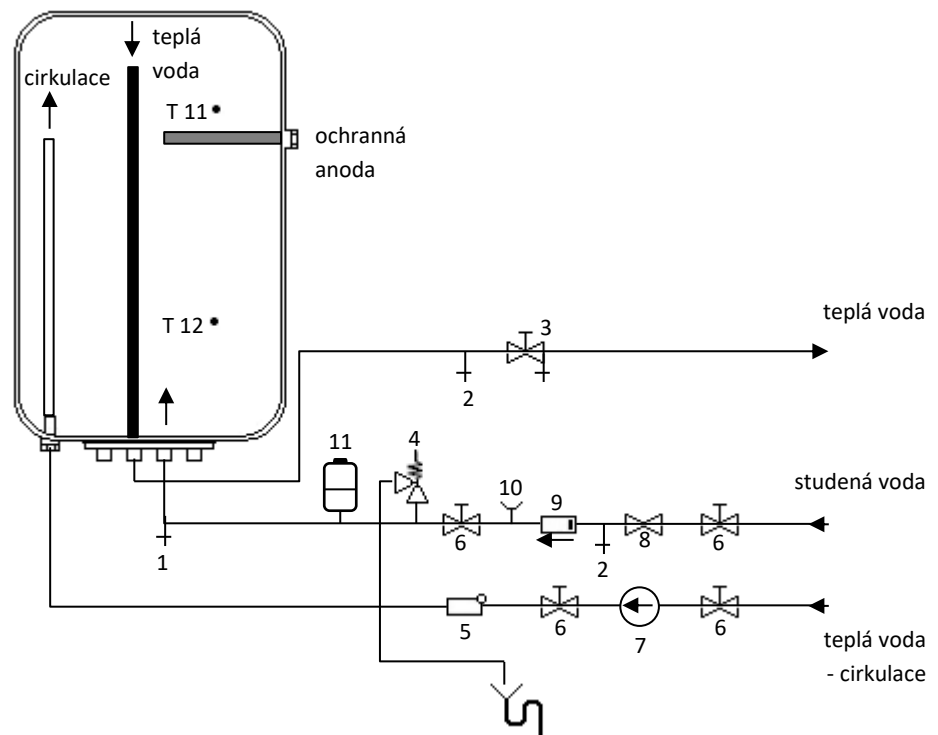 teplá
voda
cirkulace
T 11
ochranná
anoda
T 12
teplá voda
3
2
11
4
studená voda
10
9
6
8
6
1
2
5
6
7
6
teplá voda
- cirkulace